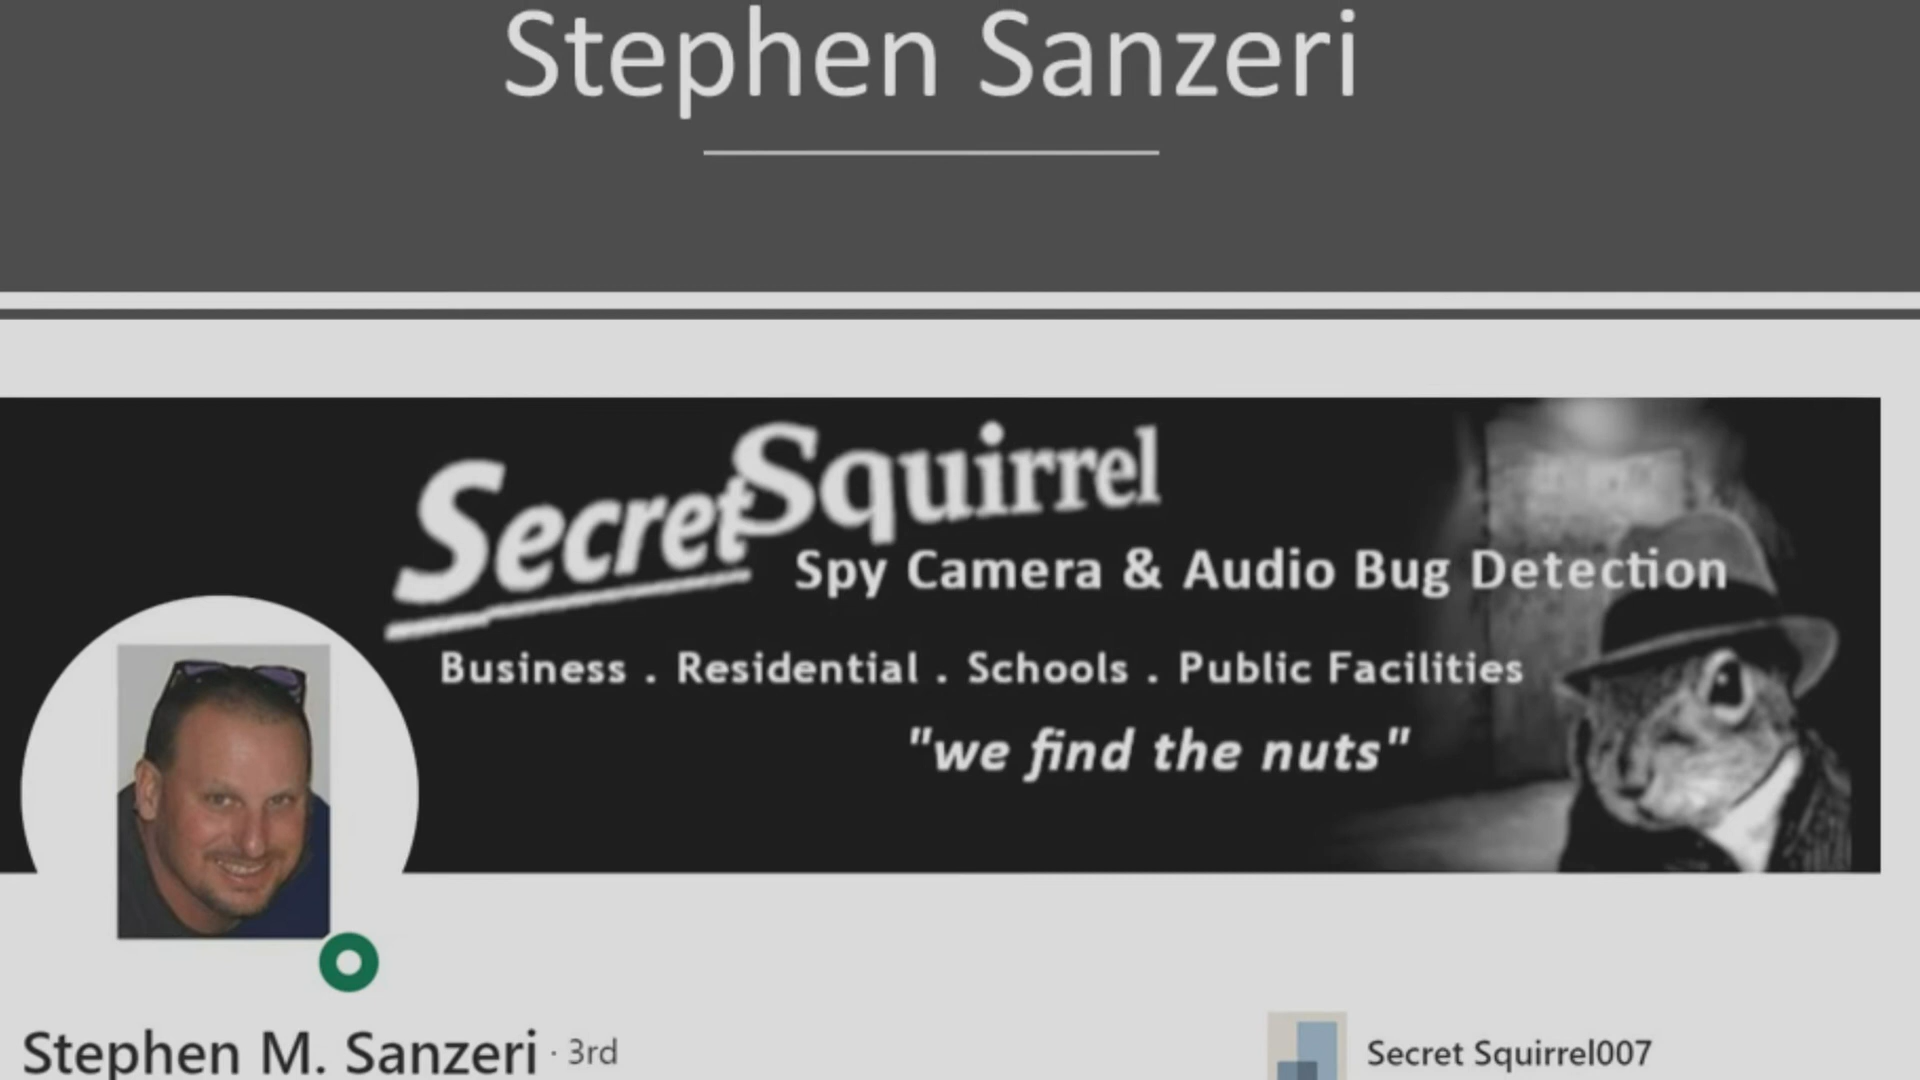 Stephen Sanzeri
Secret Squirrel
Spy Camera & Audio Bug Detection
Business . Residential . Schools . Public Facilities
"we find the nuts"
Stephen M. Sanzeri · 3rd
Secret Squirrel007